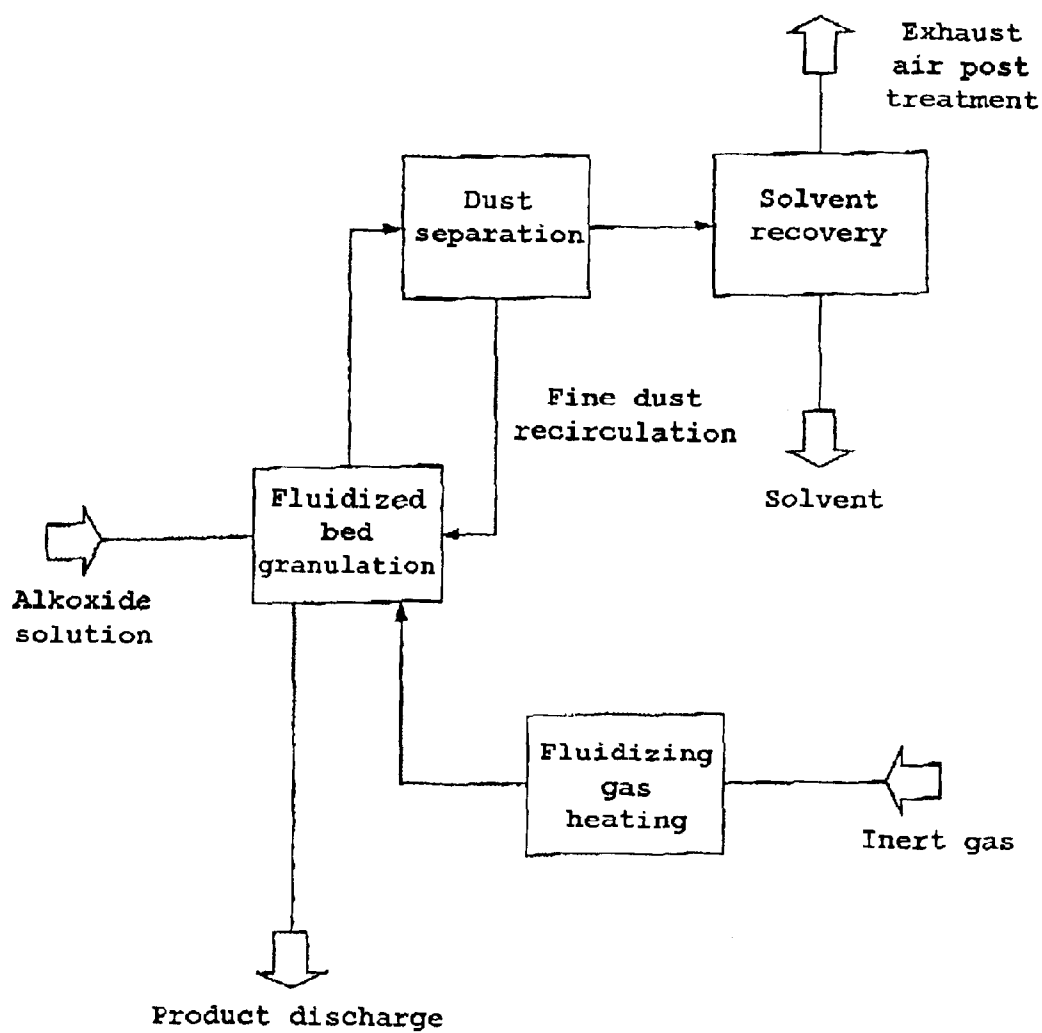 Exhaust
air post
treatment
Dust
separation
Solvent
recovery
Fine dust
recirculation
Solvent
Fluidized
bed
granulation
Alkoxide
solution
Fluidizing
gas
heating
Inert gas
Product discharge